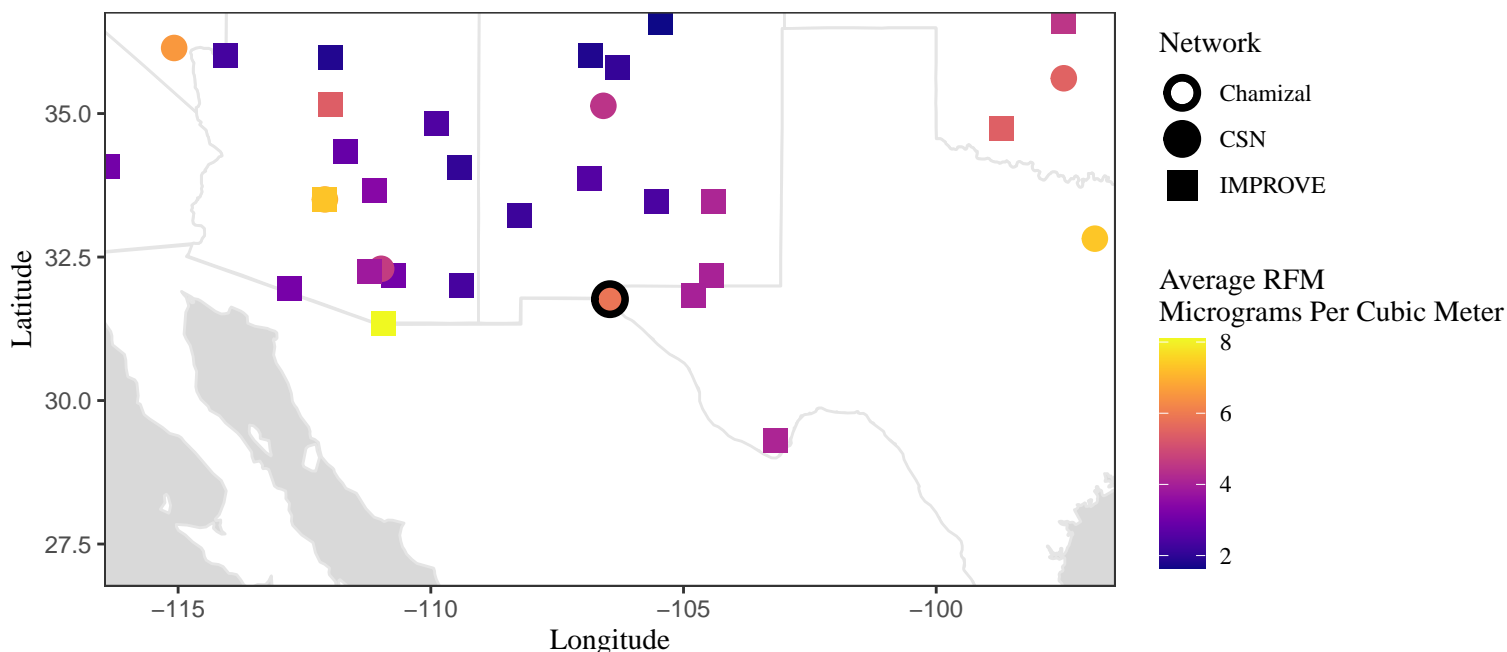 35.0
32.5
30.0
27.5
Latitude
−115
−110
−105
−100
Longitude
Network
Chamizal
CSN
IMPROVE
Average RFM
Micrograms Per Cubic Meter
8
6
4
2